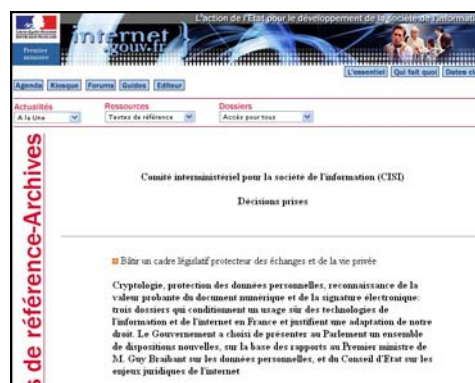 L'action de l'Etat pour le développement de la société de l'informati
internet
.gouv.fr
Premier
ministre
L'essentiel Qui fait quoi Dates cl
Agenda Kiosque Forums Guides Editeur
Actualités Ressources Dossiers
A la Une Textes de référence Accès pour tous
s de référence-Archives
Comité interministériel pour la société de l'information (CISI)
Décisions prises
Bâtir un cadre législatif protecteur des échanges et de la vie privée
Cryptologie, protection des données personnelles, reconnaissance de la
valeur probante du document numérique et de la signature électronique:
trois dossiers qui conditionnent un usage sûr des technologies de
l'information et de l'internet en France et justifient une adaptation de notre
droit. Le Gouvernement a choisi de présenter au Parlement un ensemble
de dispositions nouvelles, sur la base des rapports au Premier ministre de
M. Guy Braibant sur les données personnelles, et du Conseil d'Etat sur les
enjeux juridiques de l'internet